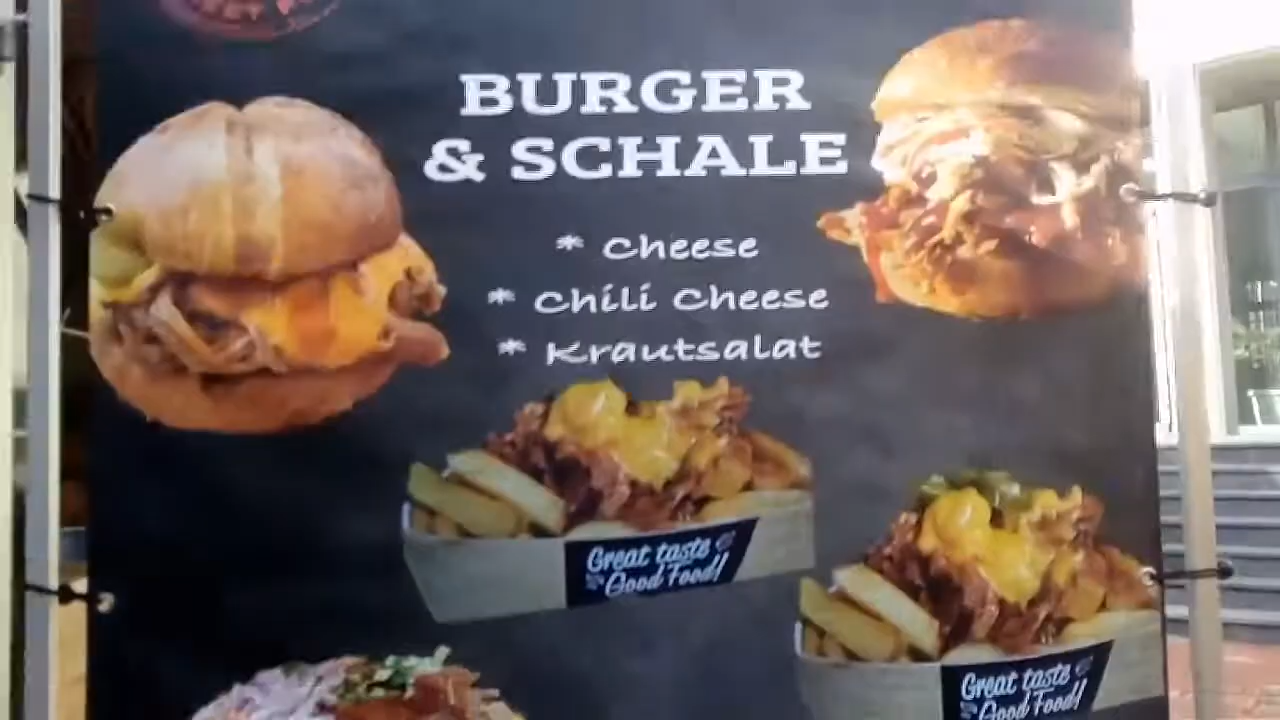 BURGER
& SCHALE
* Cheese
* Chili Cheese
* Krautsalat
Great taste
Good Food!
Great taste
Good Food!